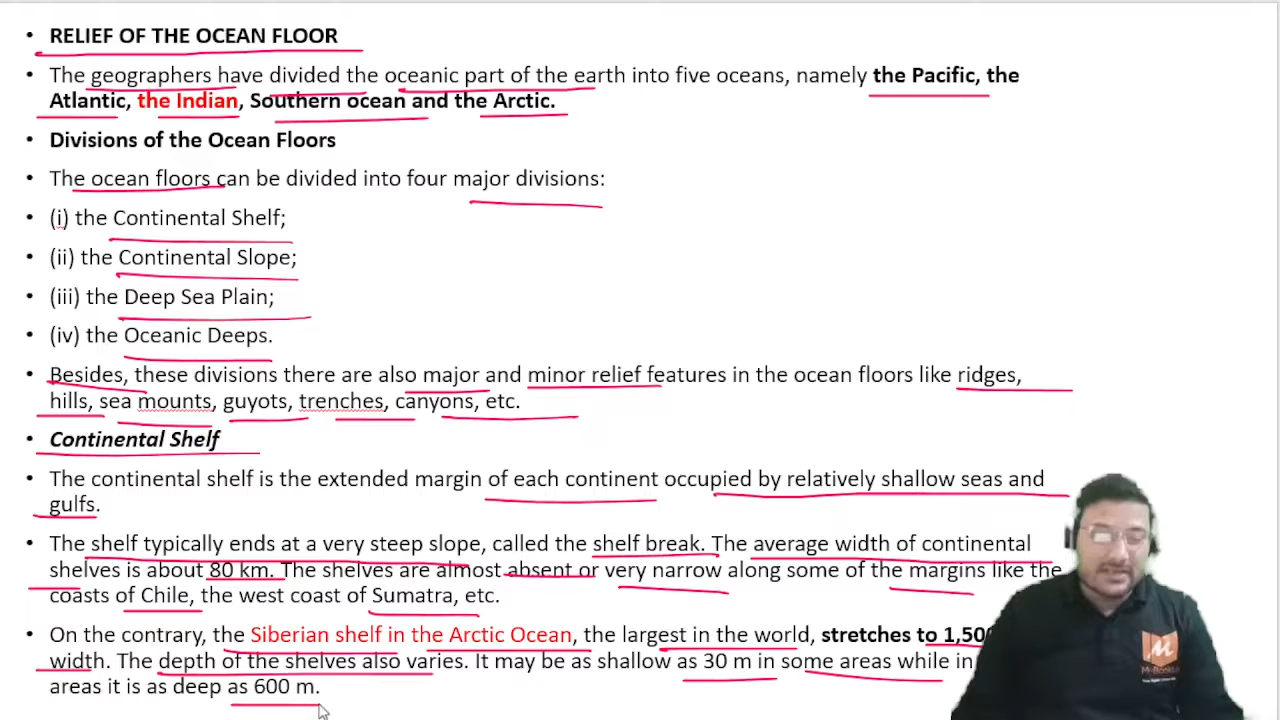 • RELIEF OF THE OCEAN FLOOR
• The geographers have divided the oceanic part of the earth into five oceans, namely the Pacific, the
Atlantic, the Indian, Southern ocean and the Arctic.
• Divisions of the Ocean Floors
• The ocean floors can be divided into four major divisions:
• (i) the Continental Shelf;
• (ii) the Continental Slope;
• (iii) the Deep Sea Plain;
• (iv) the Oceanic Deeps.
• Besides, these divisions there are also major and minor relief features in the ocean floors like ridges,
hills, sea mounts, guyots, trenches, canyons, etc.
• Continental Shelf
• The continental shelf is the extended margin of each continent occupied by relatively shallow seas and
gulfs.
• The shelf typically ends at a very steep slope, called the shelf break. The average width of continental
shelves is about 80 km. The shelves are almost absent or very narrow along some of the margins like the
coasts of Chile, the west coast of Sumatra, etc.
• On the contrary, the Siberian shelf in the Arctic Ocean, the largest in the world, stretches to
width. The depth of the shelves also varies. It may be as shallow as 30 m in some areas while in
areas it is as deep as 600 m.